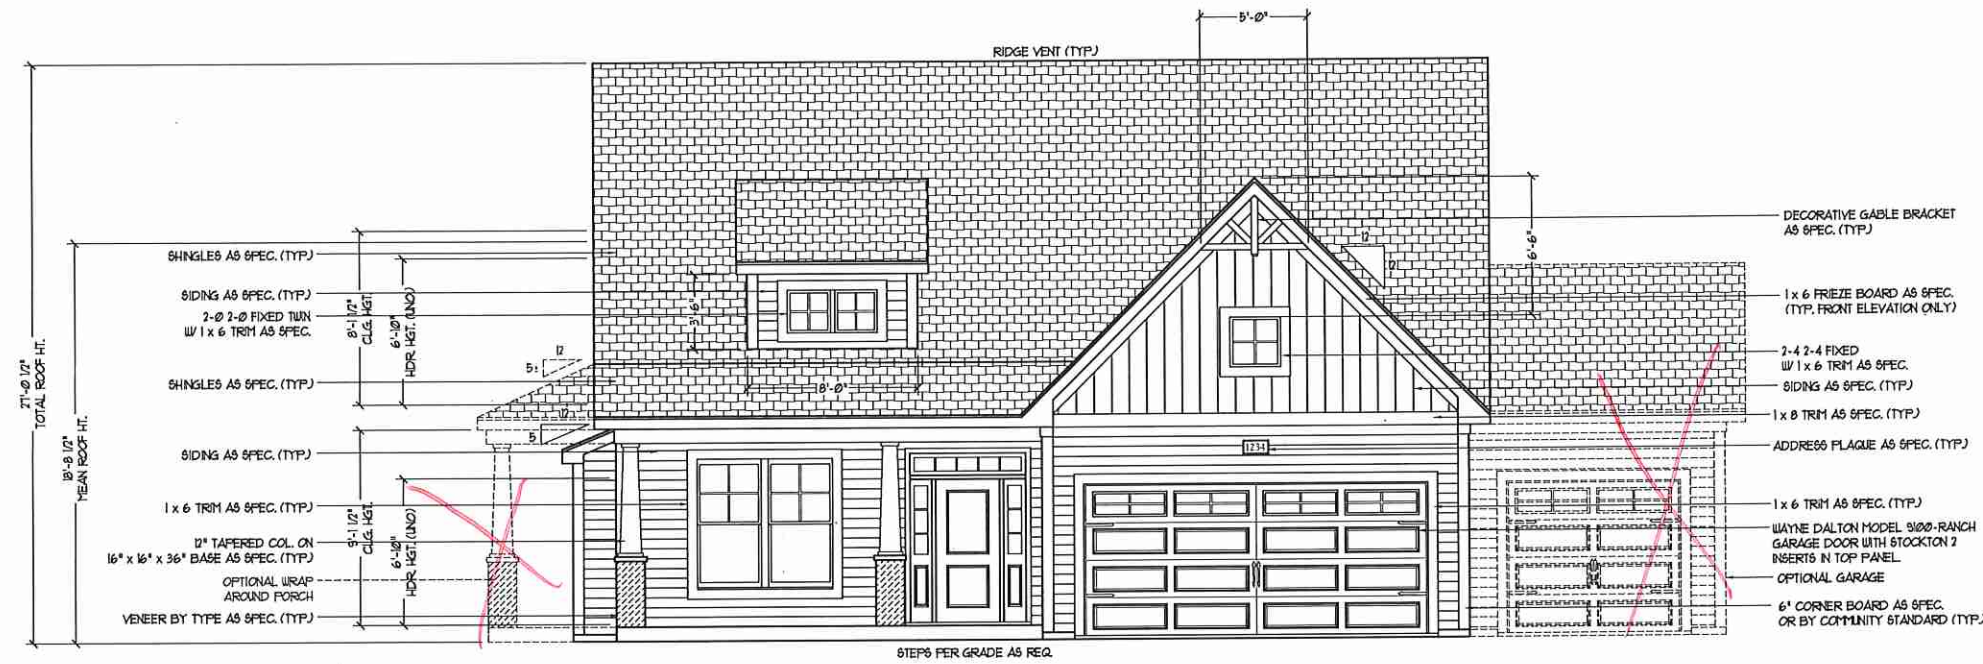 5'-0"
RIDGE VENT (TYP.)
27'-0 1/2"
TOTAL ROOF HT.
18'-8 1/2"
MEAN ROOF HT.
SHINGLES AS SPEC. (TYP.)
SIDING AS SPEC. (TYP.)
2-0 2-0 FIXED TWIN
W/ 1 x 6 TRIM AS SPEC.
SHINGLES AS SPEC. (TYP.)
8'-1 1/2"
CLG. HGT.
6'-10"
HDR. HGT. (UNO)
12
5
12
5
3'-6"
8'-0"
SIDING AS SPEC. (TYP.)
1 x 6 TRIM AS SPEC. (TYP.)
12" TAPERED COL. ON
16" x 16" x 36" BASE AS SPEC. (TYP.)
OPTIONAL WRAP
AROUND PORCH
VENEER BY TYPE AS SPEC. (TYP.)
9'-1 1/2"
CLG. HGT.
6'-10"
HDR. HGT. (UNO)
1234
12
12
6'-6"
DECORATIVE GABLE BRACKET
AS SPEC. (TYP.)
1 x 6 FRIEZE BOARD AS SPEC.
(TYP. FRONT ELEVATION ONLY)
2-4 2-4 FIXED
W/ 1 x 6 TRIM AS SPEC.
SIDING AS SPEC. (TYP.)
1 x 8 TRIM AS SPEC. (TYP.)
ADDRESS PLAQUE AS SPEC. (TYP.)
1 x 6 TRIM AS SPEC. (TYP.)
WAYNE DALTON MODEL 9100-RANCH
GARAGE DOOR WITH STOCKTON 2
INSERTS IN TOP PANEL
OPTIONAL GARAGE
6" CORNER BOARD AS SPEC.
OR BY COMMUNITY STANDARD (TYP.)
STEPS PER GRADE AS REQ.